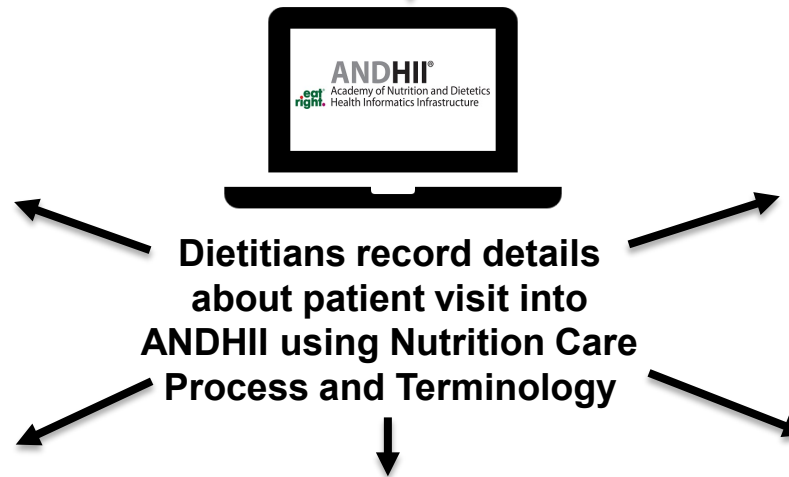 ANDHII®
eat right. Academy of Nutrition and Dietetics
Health Informatics Infrastructure
Dietitians record details
about patient visit into
ANDHII using Nutrition Care
Process and Terminology